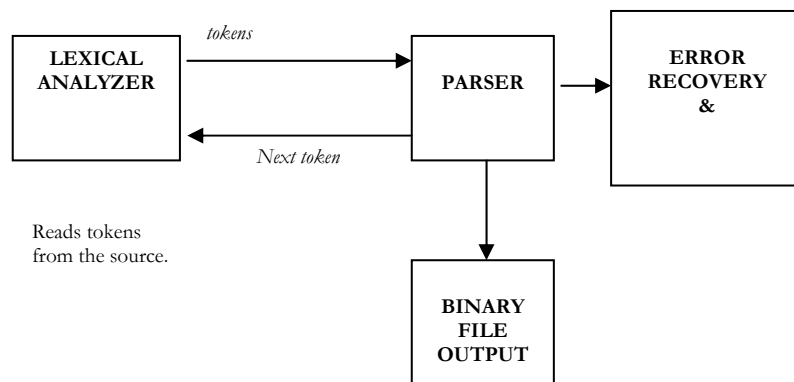 tokens
LEXICAL
ANALYZER
PARSER
ERROR
RECOVERY
&
Next token
Reads tokens
from the source.
BINARY
FILE
OUTPUT